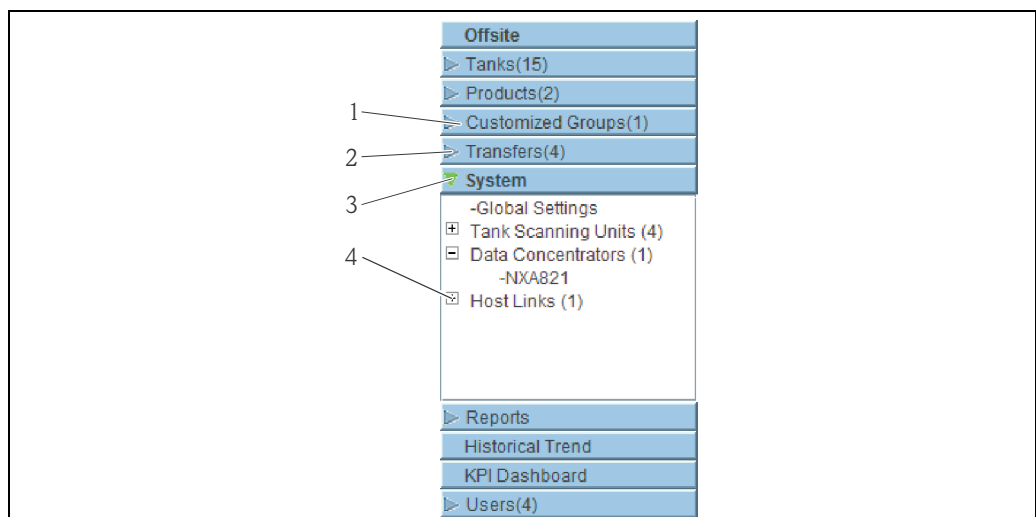 Offsite
Tanks(15)
Products(2)
1 Customized Groups(1)
2 Transfers(4)
3 System
-Global Settings
Tank Scanning Units (4)
4 Data Concentrators (1)
-NXA821
Host Links (1)
Reports
Historical Trend
KPI Dashboard
Users(4)